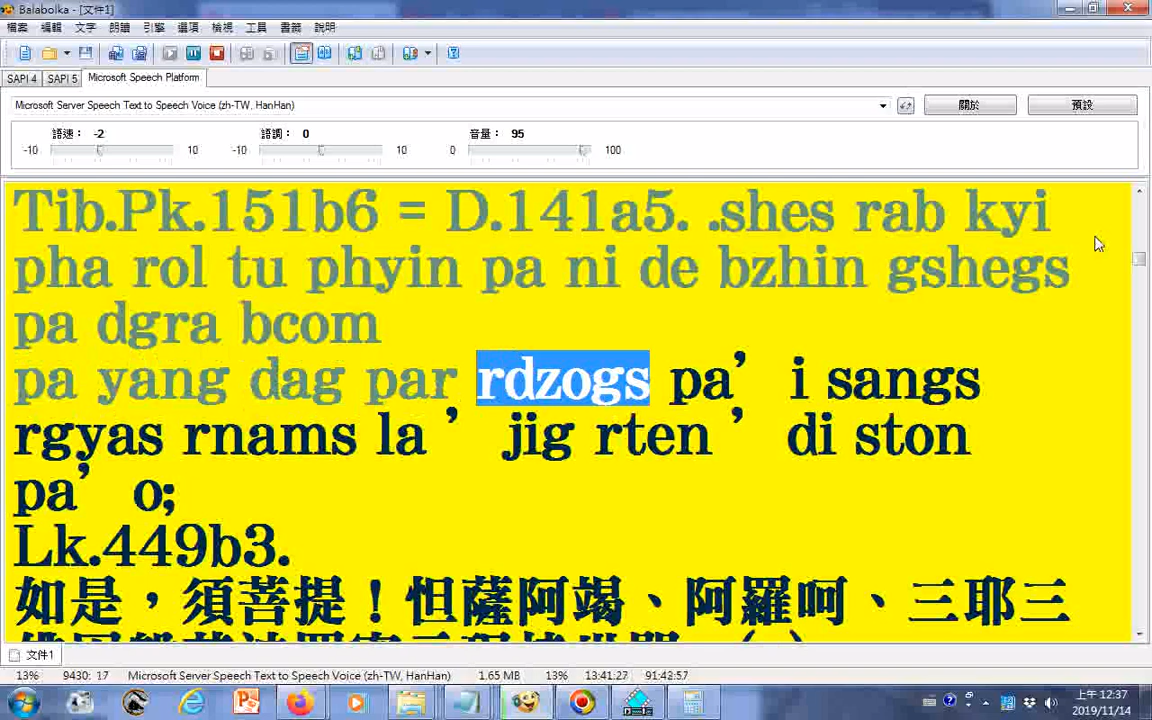 Balabolka - [文件1]
檔案 編輯 文字 朗讀 引擎 選項 檢視 工具 書籤 說明
SAPI 4 SAPI 5 Microsoft Speech Platform
Microsoft Server Speech Text to Speech Voice (zh-TW, HanHan) 關於 預設
語速： -2 語調： 0 音量： 95
-10 10 -10 10 0 100
Tib.Pk.151b6 = D.141a5. .shes rab kyi
pha rol tu phyin pa ni de bzhin gshegs
pa dgra bcom
pa yang dag par rdzogs pa’i sangs
rgyas rnams la ’jig rten ’di ston
pa’o;
Lk.449b3.
如是，須菩提！怛薩阿竭、阿羅呵、三耶三
文件1
13% 9430: 17 Microsoft Server Speech Text to Speech Voice (zh-TW, HanHan) 1.65 MB 13% 13:41:27 91:42:57
上午 12:37
2019/11/14